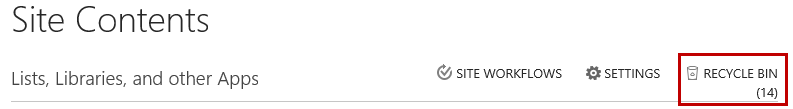 Site Contents
Lists, Libraries, and other Apps
SITE WORKFLOWS SETTINGS RECYCLE BIN
(14)